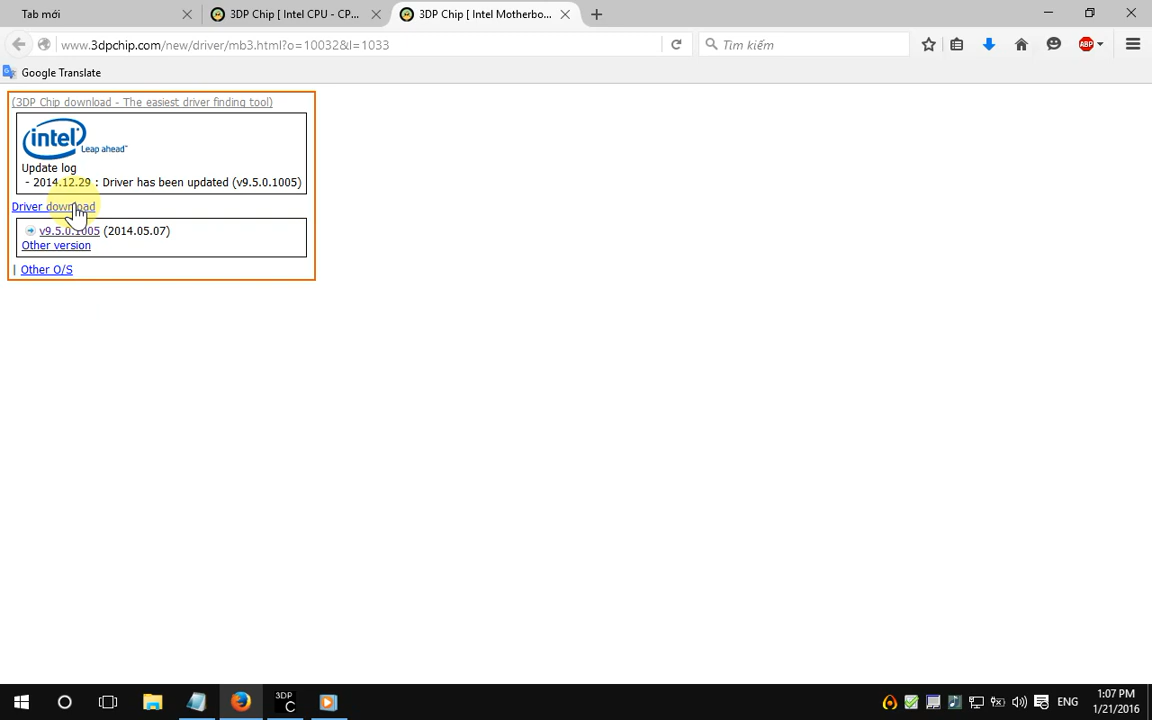 Tab mới
3DP Chip [ Intel CPU - CP...
3DP Chip [ Intel Motherbo...
www.3dpchip.com/new/driver/mb3.html?o=10032&l=1033
Tìm kiếm
ABP
Google Translate
(3DP Chip download - The easiest driver finding tool)
intel
Leap ahead™
Update log
- 2014.12.29 : Driver has been updated (v9.5.0.1005)
Driver download
v9.5.0.1005 (2014.05.07)
Other version
| Other O/S
3DP
C
ENG
1:07 PM
1/21/2016